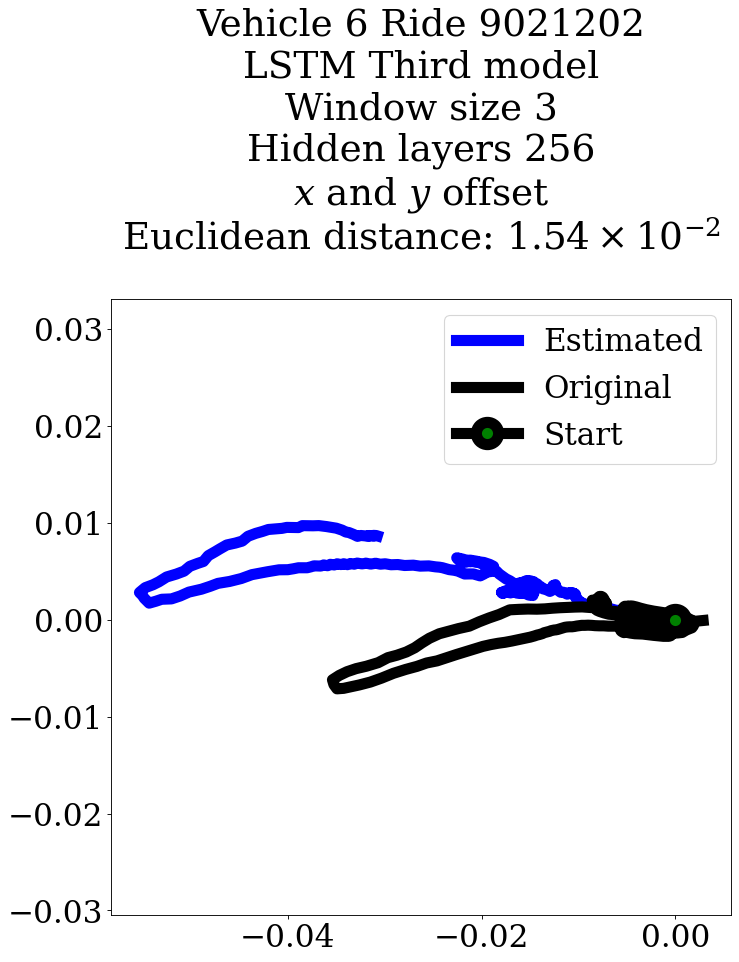 Vehicle 6 Ride 9021202
LSTM Third model
Window size 3
Hidden layers 256
x and y offset
Euclidean distance: 1.54 × 10⁻²
Estimated
Original
Start
0.03
0.02
0.01
0.00
−0.01
−0.02
−0.03
−0.04 −0.02 0.00